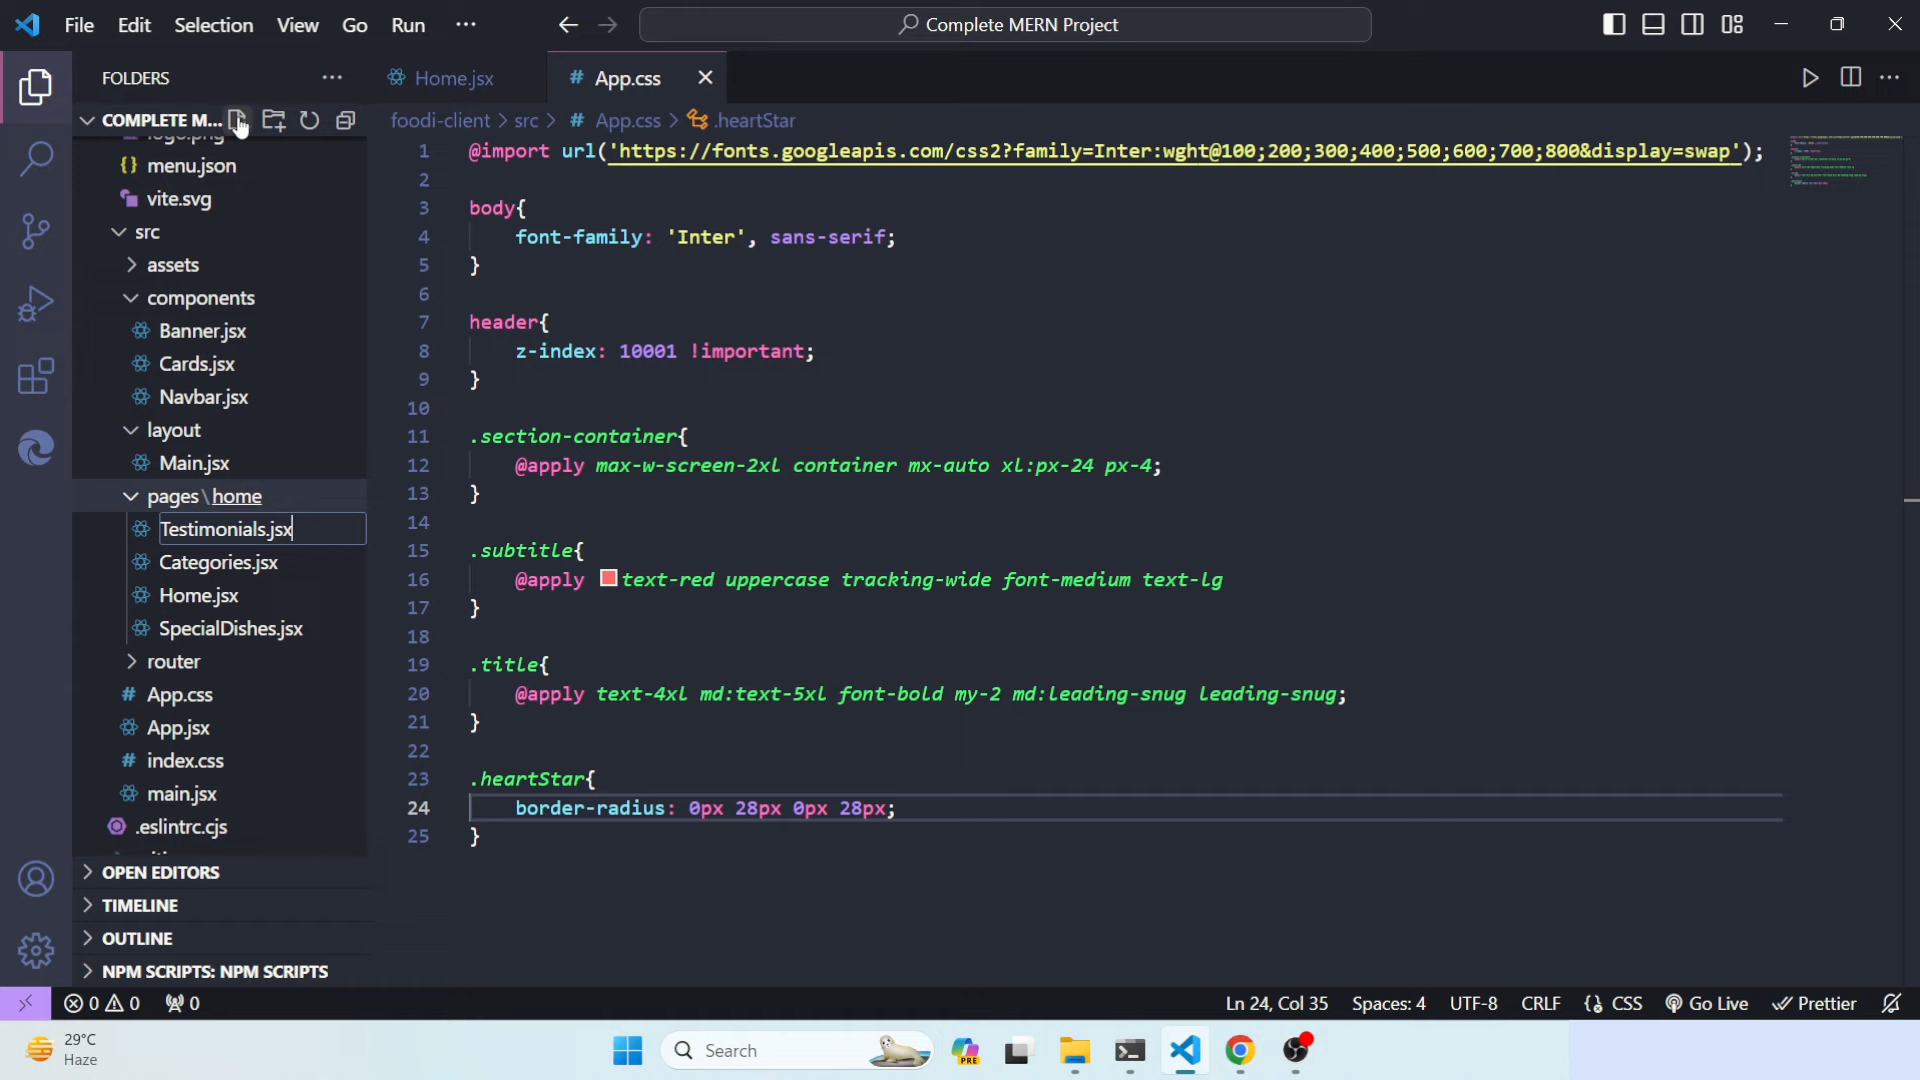 File Edit Selection View Go Run ··· Complete MERN Project
FOLDERS ···
COMPLETE M...
logo.png
menu.json
vite.svg
src
assets
components
Banner.jsx
Cards.jsx
Navbar.jsx
layout
Main.jsx
pages\home
Testimonials.jsx
Categories.jsx
Home.jsx
SpecialDishes.jsx
router
App.css
App.jsx
index.css
main.jsx
.eslintrc.cjs
OPEN EDITORS
TIMELINE
OUTLINE
NPM SCRIPTS: NPM SCRIPTS
Home.jsx # App.css
foodi-client > src > # App.css > .heartStar
1 @import url('https://fonts.googleapis.com/css2?family=Inter:wght@100;200;300;400;500;600;700;800&display=swap');
2
3 body{
4 font-family: 'Inter', sans-serif;
5 }
6
7 header{
8 z-index: 10001 !important;
9 }
10
11 .section-container{
12 @apply max-w-screen-2xl container mx-auto xl:px-24 px-4;
13 }
14
15 .subtitle{
16 @apply text-red uppercase tracking-wide font-medium text-lg
17 }
18
19 .title{
20 @apply text-4xl md:text-5xl font-bold my-2 md:leading-snug leading-snug;
21 }
22
23 .heartStar{
24 border-radius: 0px 28px 0px 28px;
25 }
0 0 0 Ln 24, Col 35 Spaces: 4 UTF-8 CRLF CSS Go Live Prettier
29°C
Haze
Search
PRE